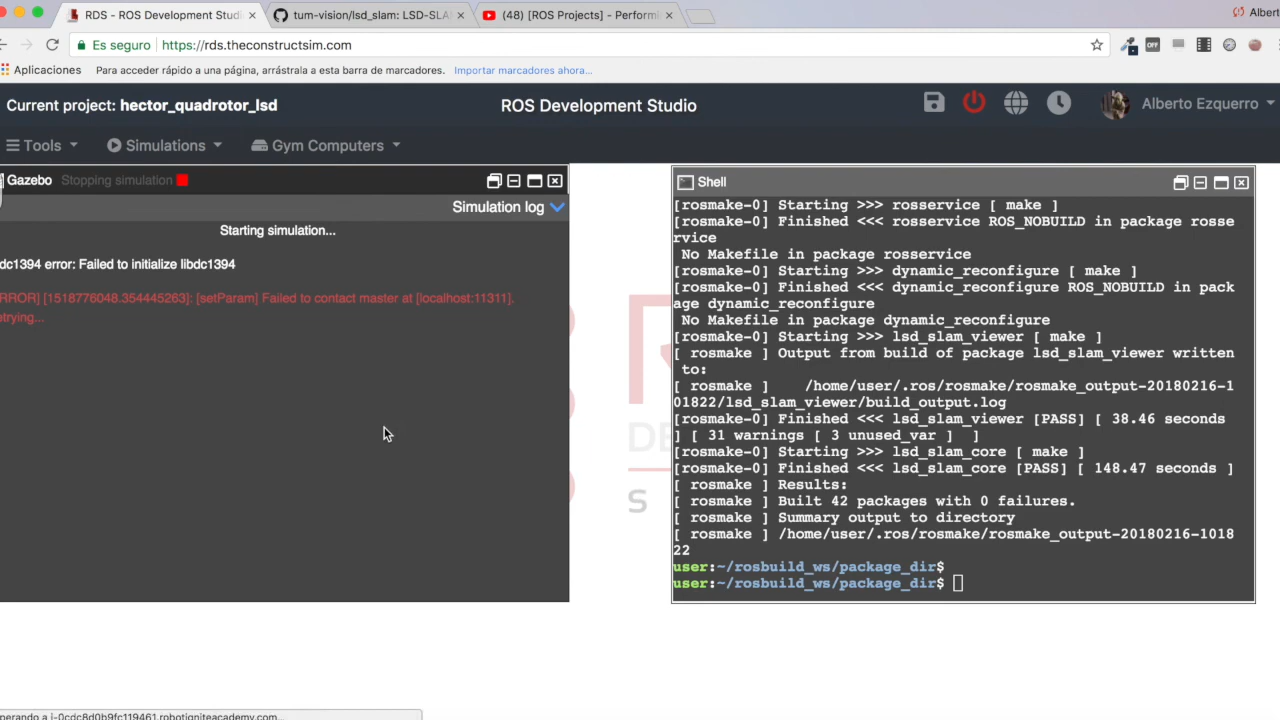 RDS - ROS Development Studi
tum-vision/lsd_slam: LSD-SLA
(48) [ROS Projects] - Performi
Albert
Es seguro
https://rds.theconstructsim.com
OFF
Aplicaciones
Para acceder rápido a una página, arrástrala a esta barra de marcadores.
Importar marcadores ahora...
Current project: hector_quadrotor_lsd
ROS Development Studio
Alberto Ezquerro
Tools
Simulations
Gym Computers
Gazebo
Stopping simulation
Simulation log
Starting simulation...
dc1394 error: Failed to initialize libdc1394
RROR] [1518776048.354445263]: [setParam] Failed to contact master at [localhost:11311].
etrying...
Shell
[rosmake-0] Starting >>> rosservice [ make ]
[rosmake-0] Finished <<< rosservice ROS_NOBUILD in package rosse
rvice
No Makefile in package rosservice
[rosmake-0] Starting >>> dynamic_reconfigure [ make ]
[rosmake-0] Finished <<< dynamic_reconfigure ROS_NOBUILD in pack
age dynamic_reconfigure
No Makefile in package dynamic_reconfigure
[rosmake-0] Starting >>> lsd_slam_viewer [ make ]
[ rosmake ] Output from build of package lsd_slam_viewer written
to:
[ rosmake ]    /home/user/.ros/rosmake/rosmake_output-20180216-1
01822/lsd_slam_viewer/build_output.log
[rosmake-0] Finished <<< lsd_slam_viewer [PASS] [ 38.46 seconds
] [ 31 warnings [ 3 unused_var ]  ]
[rosmake-0] Starting >>> lsd_slam_core [ make ]
[rosmake-0] Finished <<< lsd_slam_core [PASS] [ 148.47 seconds ]
[ rosmake ] Results:
[ rosmake ] Built 42 packages with 0 failures.
[ rosmake ] Summary output to directory
[ rosmake ] /home/user/.ros/rosmake/rosmake_output-20180216-1018
22
user:~/rosbuild_ws/package_dir$
user:~/rosbuild_ws/package_dir$
DE
S
perando a i-0cdc8d0b9fc119461.robotigniteacademy.com...